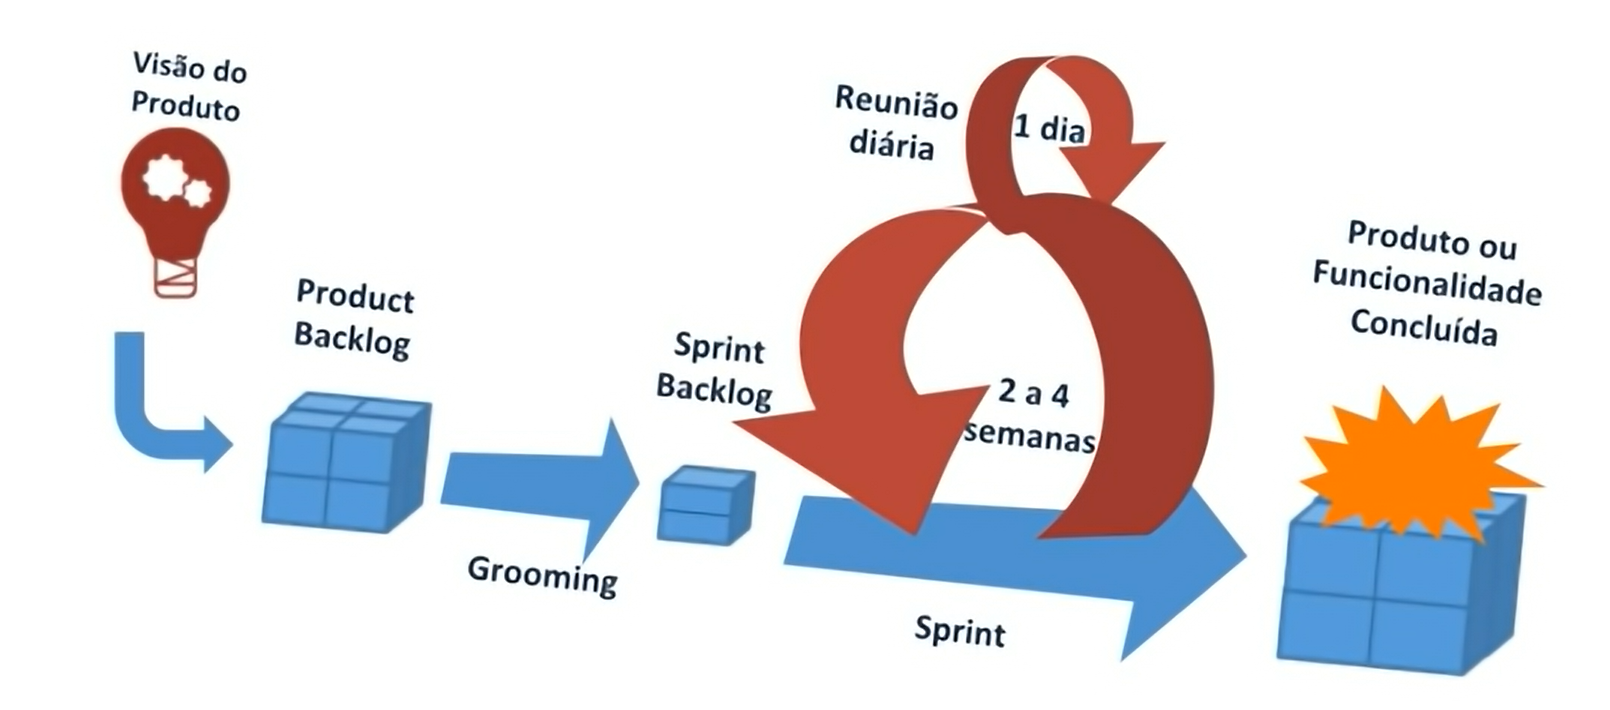 Visão do
Produto
Product
Backlog
Grooming
Sprint
Backlog
Reunião
diária
1 dia
2 a 4
semanas
Sprint
Produto ou
Funcionalidade
Concluída